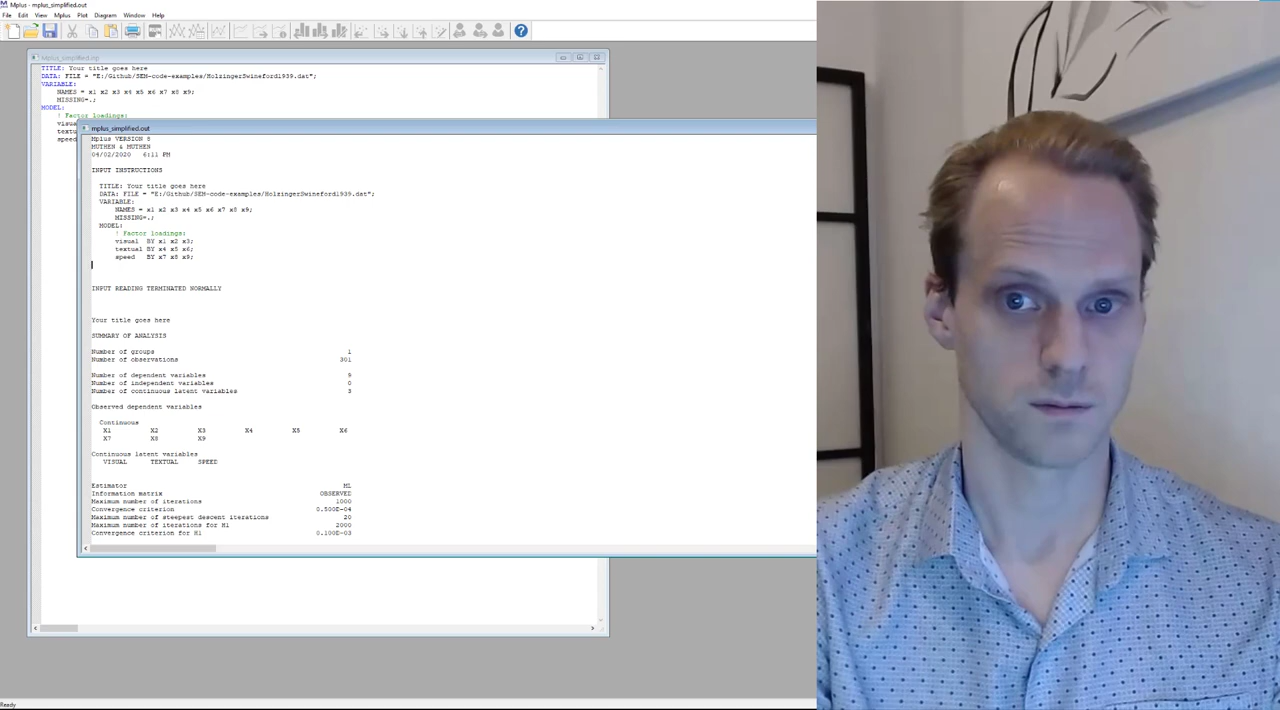 Mplus - mplus_simplified.out
File Edit View Mplus Plot Diagram Window Help
Mplus_simplified.inp
TITLE: Your title goes here
DATA: FILE = "E:/Github/SEM-code-examples/HolzingerSwineford1939.dat";
VARIABLE:
NAMES = x1 x2 x3 x4 x5 x6 x7 x8 x9;
MISSING=.;
MODEL:
! Factor loadings:
visua
textu
speed
mplus_simplified.out
Mplus VERSION 8
MUTHEN & MUTHEN
04/02/2020 6:11 PM
INPUT INSTRUCTIONS
TITLE: Your title goes here
DATA: FILE = "E:/Github/SEM-code-examples/HolzingerSwineford1939.dat";
VARIABLE:
NAMES = x1 x2 x3 x4 x5 x6 x7 x8 x9;
MISSING=.;
MODEL:
! Factor loadings:
visual BY x1 x2 x3;
textual BY x4 x5 x6;
speed BY x7 x8 x9;
INPUT READING TERMINATED NORMALLY
Your title goes here
SUMMARY OF ANALYSIS
Number of groups 1
Number of observations 301
Number of dependent variables 9
Number of independent variables 0
Number of continuous latent variables 3
Observed dependent variables
Continuous
X1 X2 X3 X4 X5 X6
X7 X8 X9
Continuous latent variables
VISUAL TEXTUAL SPEED
Estimator ML
Information matrix OBSERVED
Maximum number of iterations 1000
Convergence criterion 0.500D-04
Maximum number of steepest descent iterations 20
Maximum number of iterations for H1 2000
Convergence criterion for H1 0.100D-03
Ready